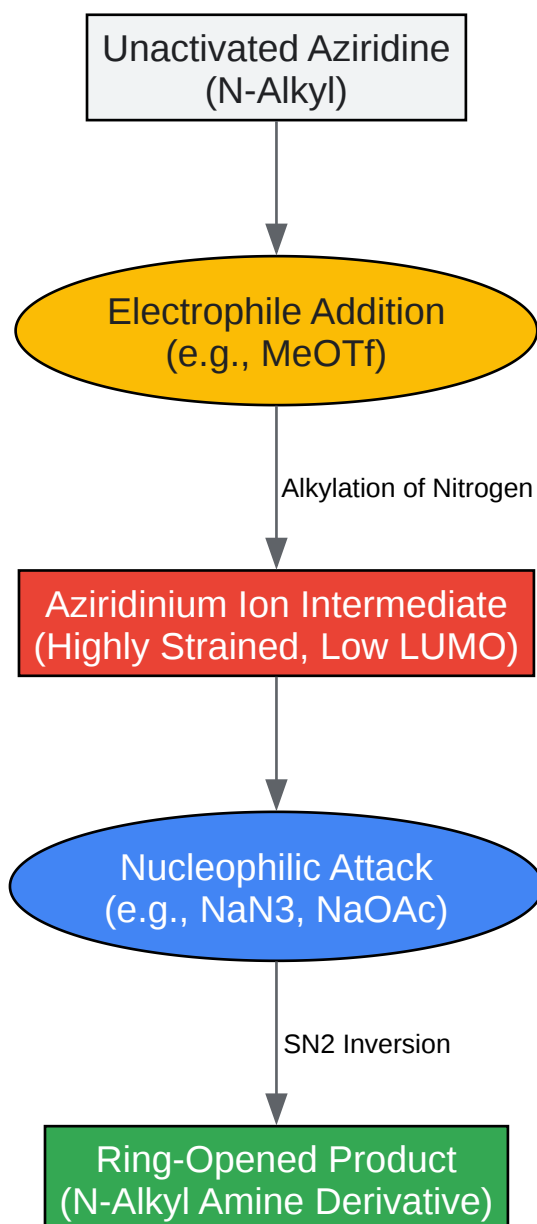 Unactivated Aziridine
(N-Alkyl)
Electrophile Addition
(e.g., MeOTf)
Alkylation of Nitrogen
Aziridinium Ion Intermediate
(Highly Strained, Low LUMO)
Nucleophilic Attack
(e.g., NaN3, NaOAc)
SN2 Inversion
Ring-Opened Product
(N-Alkyl Amine Derivative)